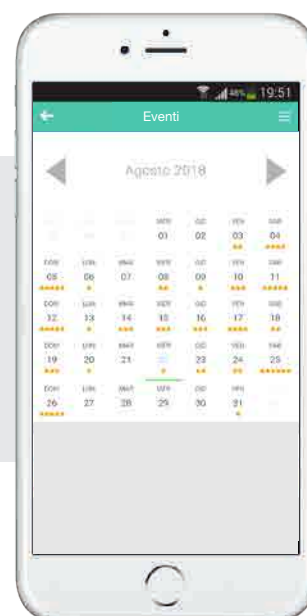 48% 19:51
Eventi
Agosto 2018
MER GIO VEN SAB
01 02 03 04
DOM LUN MAR MER GIO VEN SAB
05 06 07 08 09 10 11
DOM LUN MAR MER GIO VEN SAB
12 13 14 15 16 17 18
DOM LUN MAR MER GIO VEN SAB
19 20 21 23 24 25
DOM LUN MAR MER GIO VEN
26 27 28 29 30 31